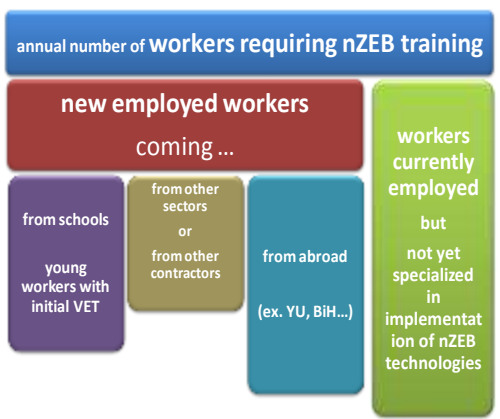 annual number of workers requiring nZEB training
new employed workers
coming ...
from schools
young
workers with
initial VET
from other
sectors
or
from other
contractors
from abroad
(ex. YU, BiH...)
workers
currently
employed
but
not yet
specialized
in
implementat
ion of nZEB
technologies